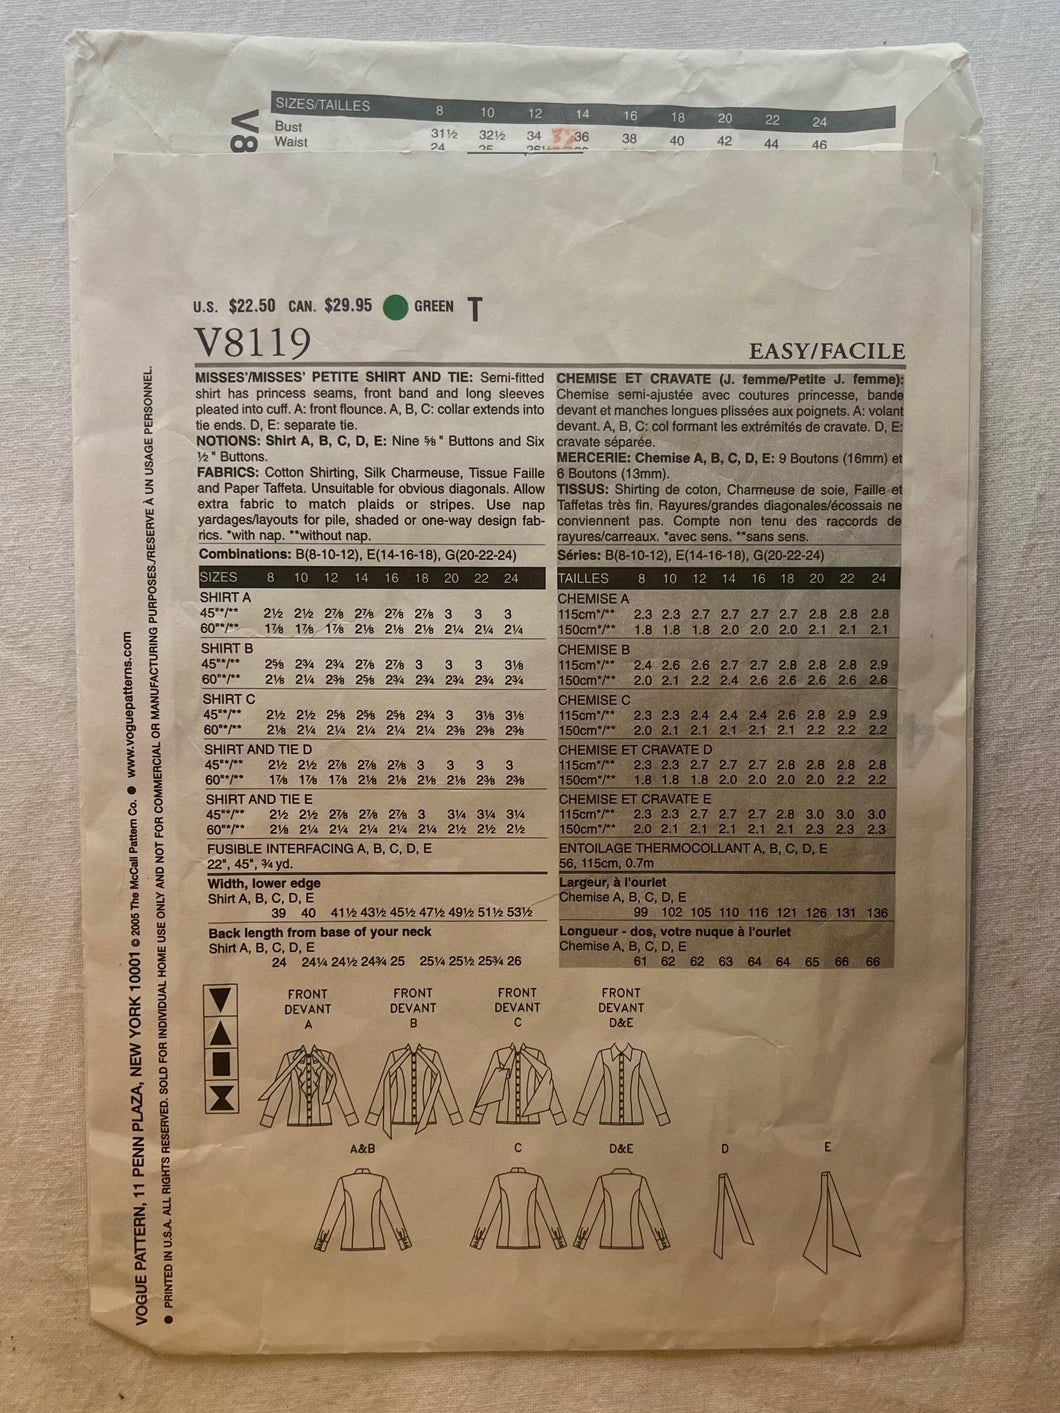 V8
SIZES/TAILLES 8 10 12 14 16 18 20 22 24
Bust 31½ 32½ 34 36 38 40 42 44 46
Waist 24 25 26½
U.S. $22.50 CAN. $29.95 GREEN T
V8119
EASY/FACILE
MISSES'/MISSES' PETITE SHIRT AND TIE: Semi-fitted
shirt has princess seams, front band and long sleeves
pleated into cuff. A: front flounce. A, B, C: collar extends into
tie ends. D, E: separate tie.
NOTIONS: Shirt A, B, C, D, E: Nine ⅝" Buttons and Six
½" Buttons.
FABRICS: Cotton Shirting, Silk Charmeuse, Tissue Faille
and Paper Taffeta. Unsuitable for obvious diagonals. Allow
extra fabric to match plaids or stripes. Use nap
yardages/layouts for pile, shaded or one-way design fab-
rics. *with nap. **without nap.
Combinations: B(8-10-12), E(14-16-18), G(20-22-24)
SIZES 8 10 12 14 16 18 20 22 24
SHIRT A
45"*/** 2½ 2½ 2⅞ 2⅞ 2⅞ 2⅞ 3 3 3
60"*/** 1⅞ 1⅞ 1⅞ 2⅛ 2⅛ 2⅛ 2¼ 2¼ 2¼
SHIRT B
45"*/** 2⅝ 2¾ 2¾ 2⅞ 2⅞ 3 3 3 3⅛
60"*/** 2⅛ 2¼ 2⅜ 2⅝ 2¾ 2¾ 2¾ 2¾ 2¾
SHIRT C
45"*/** 2½ 2½ 2⅝ 2⅝ 2⅝ 2¾ 3 3⅛ 3⅛
60"*/** 2⅛ 2¼ 2¼ 2¼ 2¼ 2¼ 2⅜ 2⅜ 2⅜
SHIRT AND TIE D
45"*/** 2½ 2½ 2⅞ 2⅞ 2⅞ 3 3 3 3
60"*/** 1⅞ 1⅞ 1⅞ 2⅛ 2⅛ 2⅛ 2⅛ 2⅜ 2⅜
SHIRT AND TIE E
45"*/** 2½ 2½ 2⅞ 2⅞ 2⅞ 3 3¼ 3¼ 3¼
60"*/** 2⅛ 2¼ 2¼ 2¼ 2¼ 2¼ 2½ 2½ 2½
FUSIBLE INTERFACING A, B, C, D, E
22", 45", ¾ yd.
Width, lower edge
Shirt A, B, C, D, E
39 40 41½ 43½ 45½ 47½ 49½ 51½ 53½
Back length from base of your neck
Shirt A, B, C, D, E
24 24¼ 24½ 24¾ 25 25¼ 25½ 25¾ 26
CHEMISE ET CRAVATE (J. femme/Petite J. femme):
Chemise semi-ajustée avec coutures princesse, bande
devant et manches longues plissées aux poignets. A: volant
devant. A, B, C: col formant les extrémités de cravate. D, E:
cravate séparée.
MERCERIE: Chemise A, B, C, D, E: 9 Boutons (16mm) et
6 Boutons (13mm).
TISSUS: Shirting de coton, Charmeuse de soie, Faille et
Taffetas très fin. Rayures/grandes diagonales/écossais ne
conviennent pas. Compte non tenu des raccords de
rayures/carreaux. *avec sens. **sans sens.
Séries: B(8-10-12), E(14-16-18), G(20-22-24)
TAILLES 8 10 12 14 16 18 20 22 24
CHEMISE A
115cm*/** 2.3 2.3 2.7 2.7 2.7 2.7 2.8 2.8 2.8
150cm*/** 1.8 1.8 1.8 2.0 2.0 2.0 2.1 2.1 2.1
CHEMISE B
115cm*/** 2.4 2.6 2.6 2.7 2.7 2.8 2.8 2.8 2.9
150cm*/** 2.0 2.1 2.2 2.4 2.6 2.6 2.6 2.6 2.6
CHEMISE C
115cm*/** 2.3 2.3 2.4 2.4 2.4 2.6 2.8 2.9 2.9
150cm*/** 2.0 2.1 2.1 2.1 2.1 2.1 2.2 2.2 2.2
CHEMISE ET CRAVATE D
115cm*/** 2.3 2.3 2.7 2.7 2.7 2.8 2.8 2.8 2.8
150cm*/** 1.8 1.8 1.8 2.0 2.0 2.0 2.0 2.2 2.2
CHEMISE ET CRAVATE E
115cm*/** 2.3 2.3 2.7 2.7 2.7 2.8 3.0 3.0 3.0
150cm*/** 2.0 2.1 2.1 2.1 2.1 2.1 2.3 2.3 2.3
ENTOILAGE THERMOCOLLANT A, B, C, D, E
56, 115cm, 0.7m
Largeur, à l'ourlet
Chemise A, B, C, D, E
99 102 105 110 116 121 126 131 136
Longueur - dos, votre nuque à l'ourlet
Chemise A, B, C, D, E
61 62 62 63 64 64 65 66 66
FRONT DEVANT A
FRONT DEVANT B
FRONT DEVANT C
FRONT DEVANT D&E
A&B C D&E D E
VOGUE PATTERN, 11 PENN PLAZA, NEW YORK 10001 © 2005 The McCall Pattern Co. ● www.voguepatterns.com
● PRINTED IN U.S.A. ALL RIGHTS RESERVED. SOLD FOR INDIVIDUAL HOME USE ONLY AND NOT FOR COMMERCIAL OR MANUFACTURING PURPOSES./RESERVE À UN USAGE PERSONNEL.